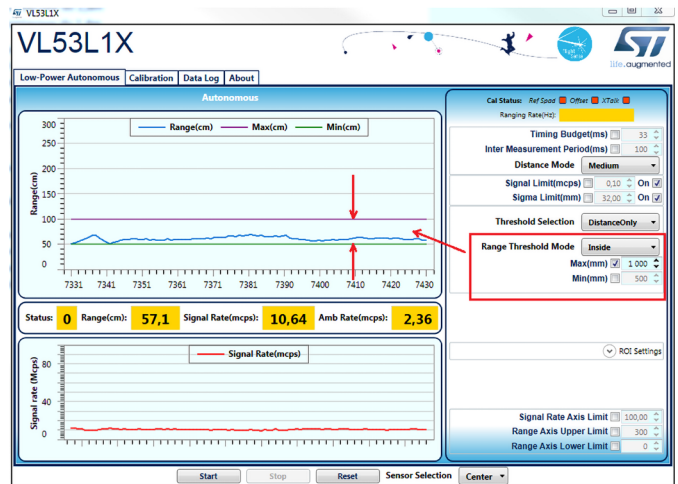 VL53L1X
VL53L1X
life.augmented
Low-Power Autonomous Calibration Data Log About
Autonomous
Range(cm) Max(cm) Min(cm)
Range(cm)
300
250
200
150
100
50
0
7331 7341 7351 7361 7371 7381 7390 7400 7410 7420 7430
Status: 0 Range(cm): 57,1 Signal Rate(mcps): 10,64 Amb Rate(mcps): 2,36
Signal Rate(mcps)
Signal rate (Mcps)
80
40
0
Cal Status: Ref Spad Offset XTalk
Ranging Rate(Hz):
Timing Budget(ms) 33
Inter Measurement Period(ms) 100
Distance Mode Medium
Signal Limit(mcps) 0,10 On
Sigma Limit(mm) 32,00 On
Threshold Selection DistanceOnly
Range Threshold Mode Inside
Max(mm) 1 000
Min(mm) 500
ROI Settings
Signal Rate Axis Limit 100,00
Range Axis Upper Limit 300
Range Axis Lower Limit 0
Start Stop Reset Sensor Selection Center